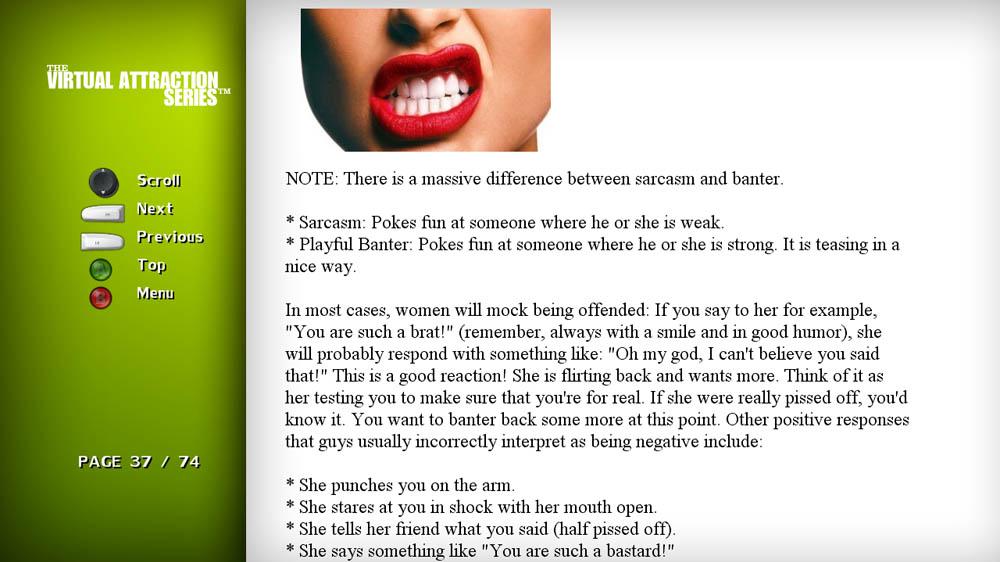 THE
VIRTUAL ATTRACTION
SERIES™
Scroll
Next
Previous
Top
Menu
PAGE 37 / 74
NOTE: There is a massive difference between sarcasm and banter.
* Sarcasm: Pokes fun at someone where he or she is weak.
* Playful Banter: Pokes fun at someone where he or she is strong. It is teasing in a
nice way.
In most cases, women will mock being offended: If you say to her for example,
"You are such a brat!" (remember, always with a smile and in good humor), she
will probably respond with something like: "Oh my god, I can't believe you said
that!" This is a good reaction! She is flirting back and wants more. Think of it as
her testing you to make sure that you're for real. If she were really pissed off, you'd
know it. You want to banter back some more at this point. Other positive responses
that guys usually incorrectly interpret as being negative include:
* She punches you on the arm.
* She stares at you in shock with her mouth open.
* She tells her friend what you said (half pissed off).
* She says something like "You are such a bastard!"